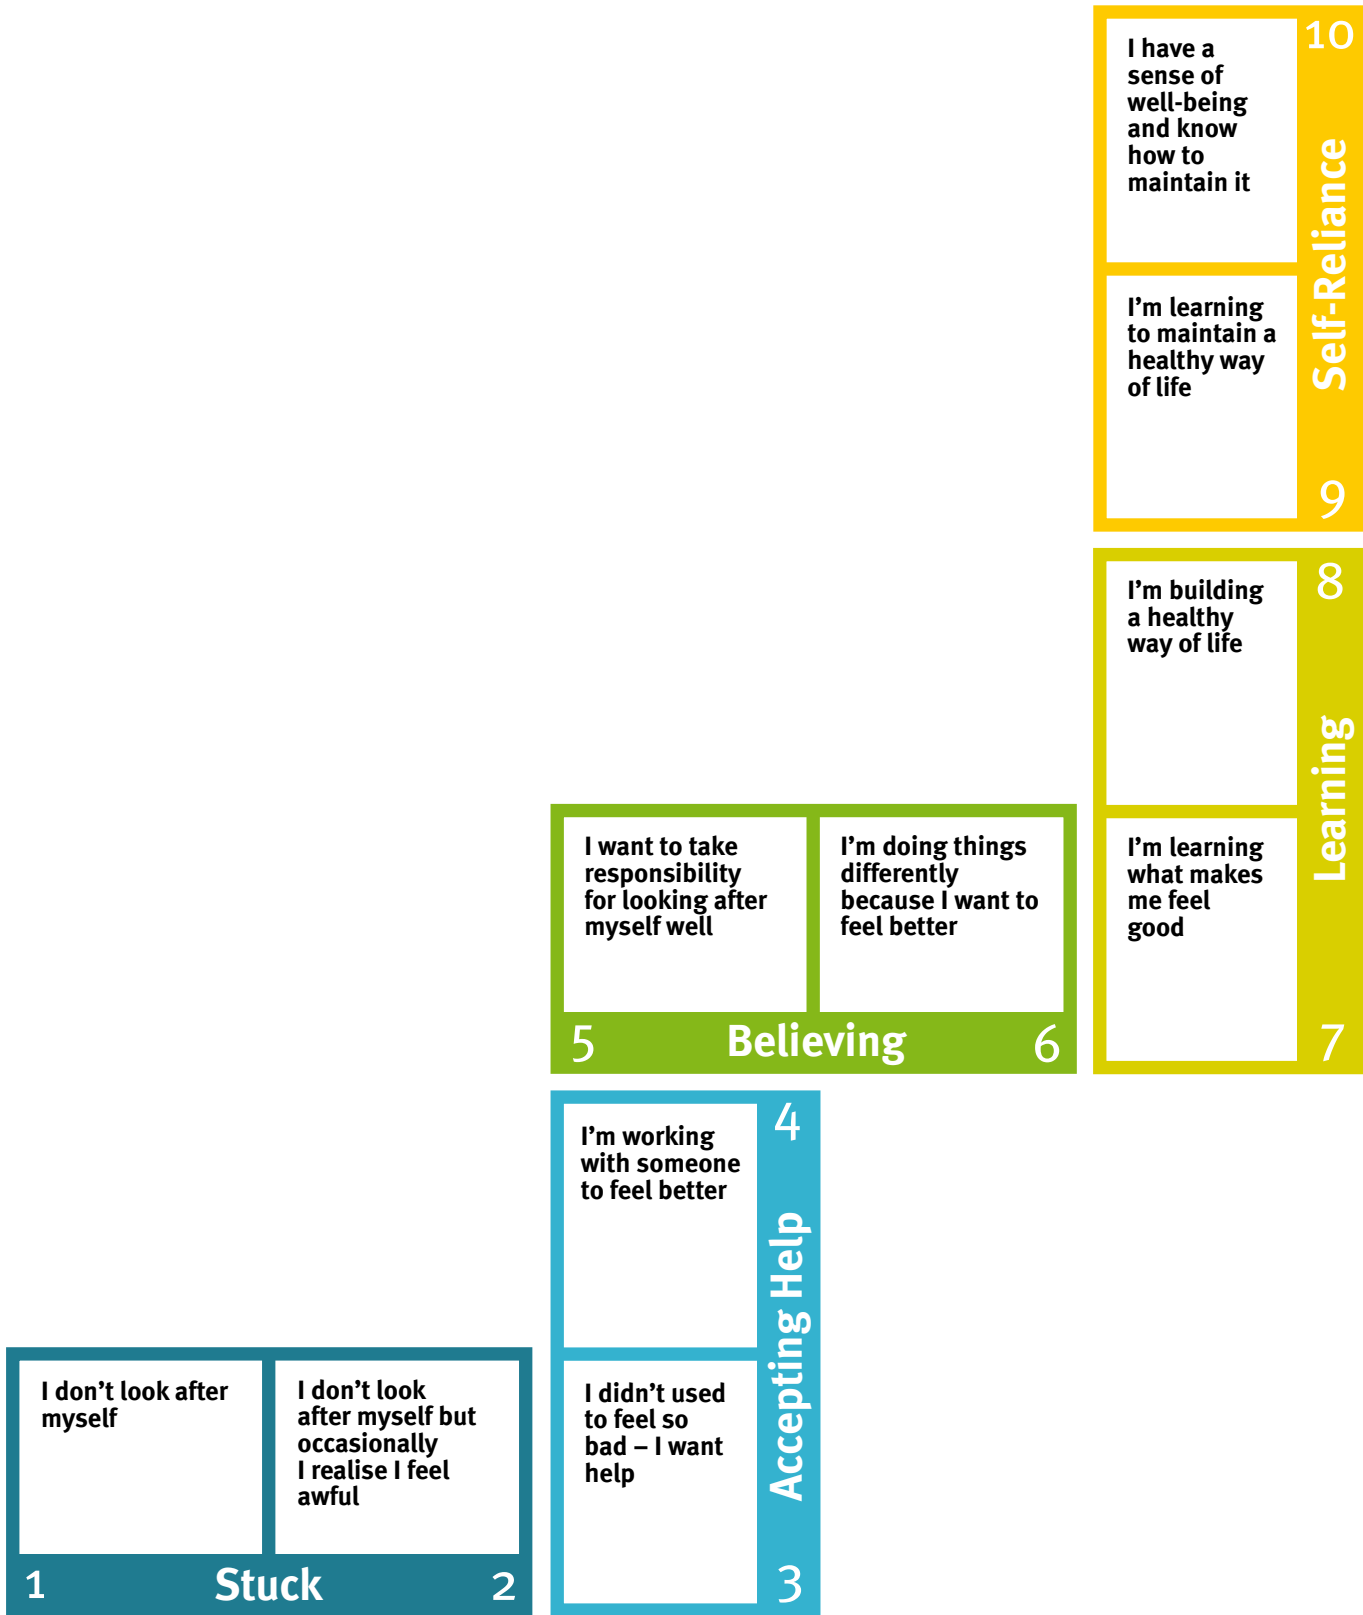 10
I have a
sense of
well-being
and know
how to
maintain it
Self-Reliance
I’m learning
to maintain a
healthy way
of life
9
8
I’m building
a healthy
way of life
Learning
I’m learning
what makes
me feel
good
7
I want to take
responsibility
for looking after
myself well
I’m doing things
differently
because I want to
feel better
5
Believing
6
4
I’m working
with someone
to feel better
Accepting Help
I didn’t used
to feel so
bad – I want
help
3
I don’t look after
myself
I don’t look
after myself but
occasionally
I realise I feel
awful
1
Stuck
2